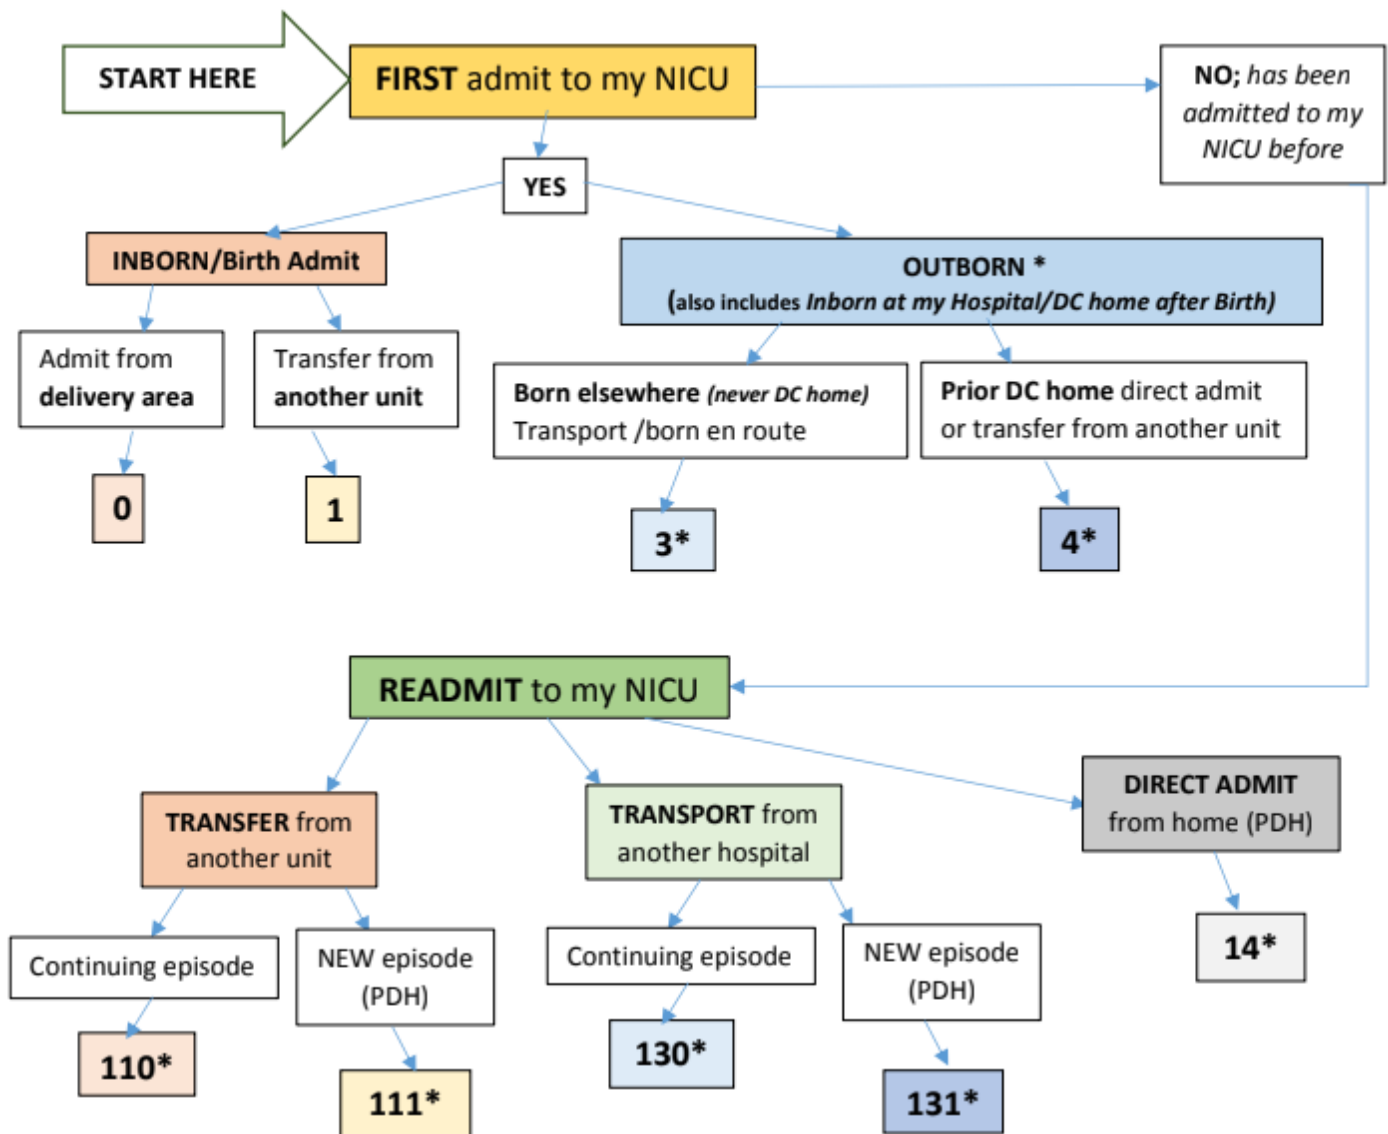 START HERE
FIRST admit to my NICU
NO; has been
admitted to my
NICU before
YES
INBORN/Birth Admit
OUTBORN *
(also includes Inborn at my Hospital/DC home after Birth)
Admit from
delivery area
Transfer from
another unit
Born elsewhere (never DC home)
Transport /born en route
Prior DC home direct admit
or transfer from another unit
0
1
3*
4*
READMIT to my NICU
TRANSFER from
another unit
TRANSPORT from
another hospital
DIRECT ADMIT
from home (PDH)
Continuing episode
NEW episode
(PDH)
Continuing episode
NEW episode
(PDH)
14*
110*
111*
130*
131*